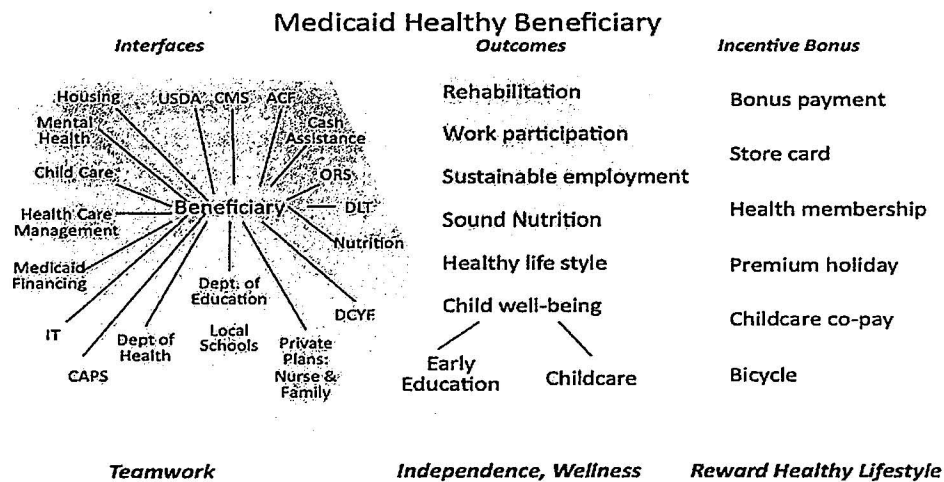 Medicaid Healthy Beneficiary
Interfaces
Outcomes
Incentive Bonus
Housing
USDA
CMS
ACF
Mental
Health
Cash
Assistance
Child Care
ORS
Beneficiary
DLT
Health Care
Management
Nutrition
Medicaid
Financing
Dept. of
Education
DCYF
IT
Dept of
Health
Local
Schools
Private
Plans:
Nurse &
Family
CAPS
Rehabilitation
Work participation
Sustainable employment
Sound Nutrition
Healthy life style
Child well-being
Early
Education
Childcare
Bonus payment
Store card
Health membership
Premium holiday
Childcare co-pay
Bicycle
Teamwork
Independence, Wellness
Reward Healthy Lifestyle